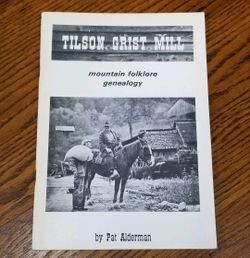 TILSON GRIST MILL
mountain folklore
genealogy
by Pat Alderman